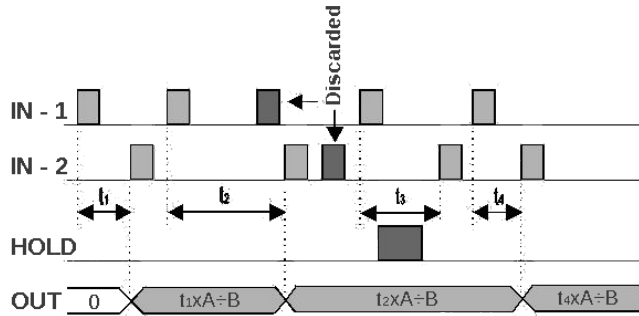 Discarded
IN - 1
IN - 2
t₁ t₂ t₃ t₄
HOLD
OUT 0 t₁xA÷B t₂xA÷B t₄xA÷B